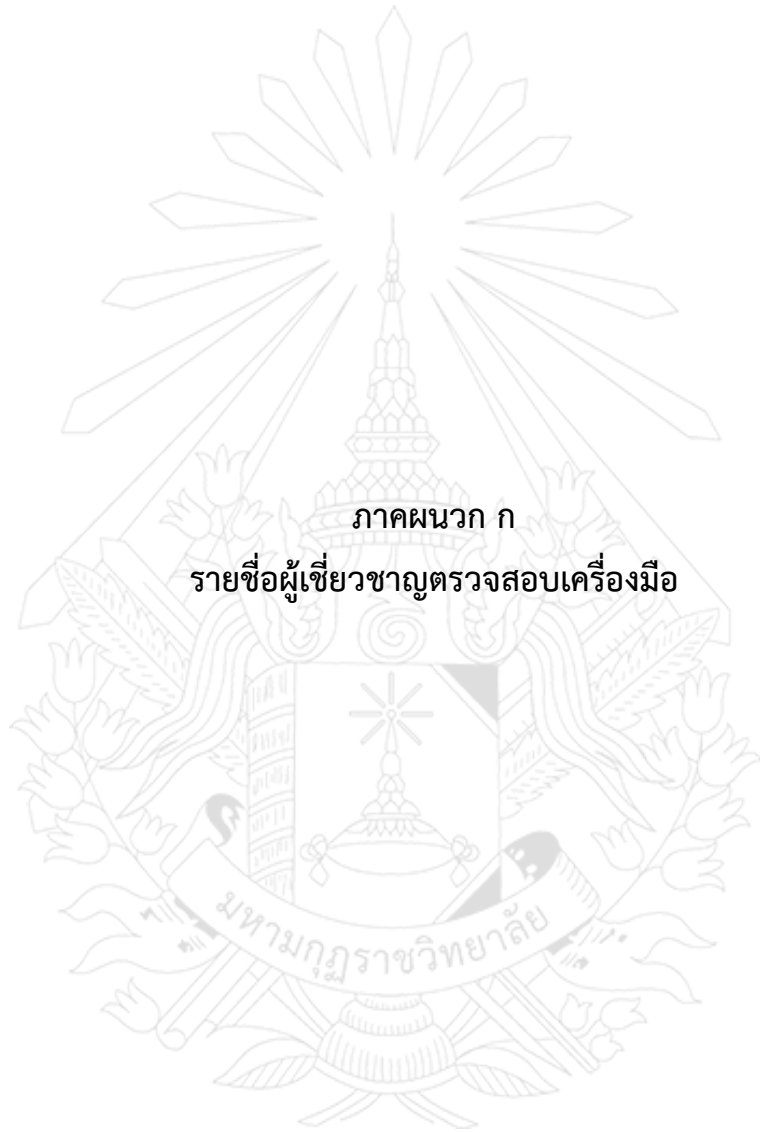 ภาคผนวก ก
รายชื่อผู้เชี่ยวชาญตรวจสอบเครื่องมือ
มหามกุฏราชวิทยาลัย